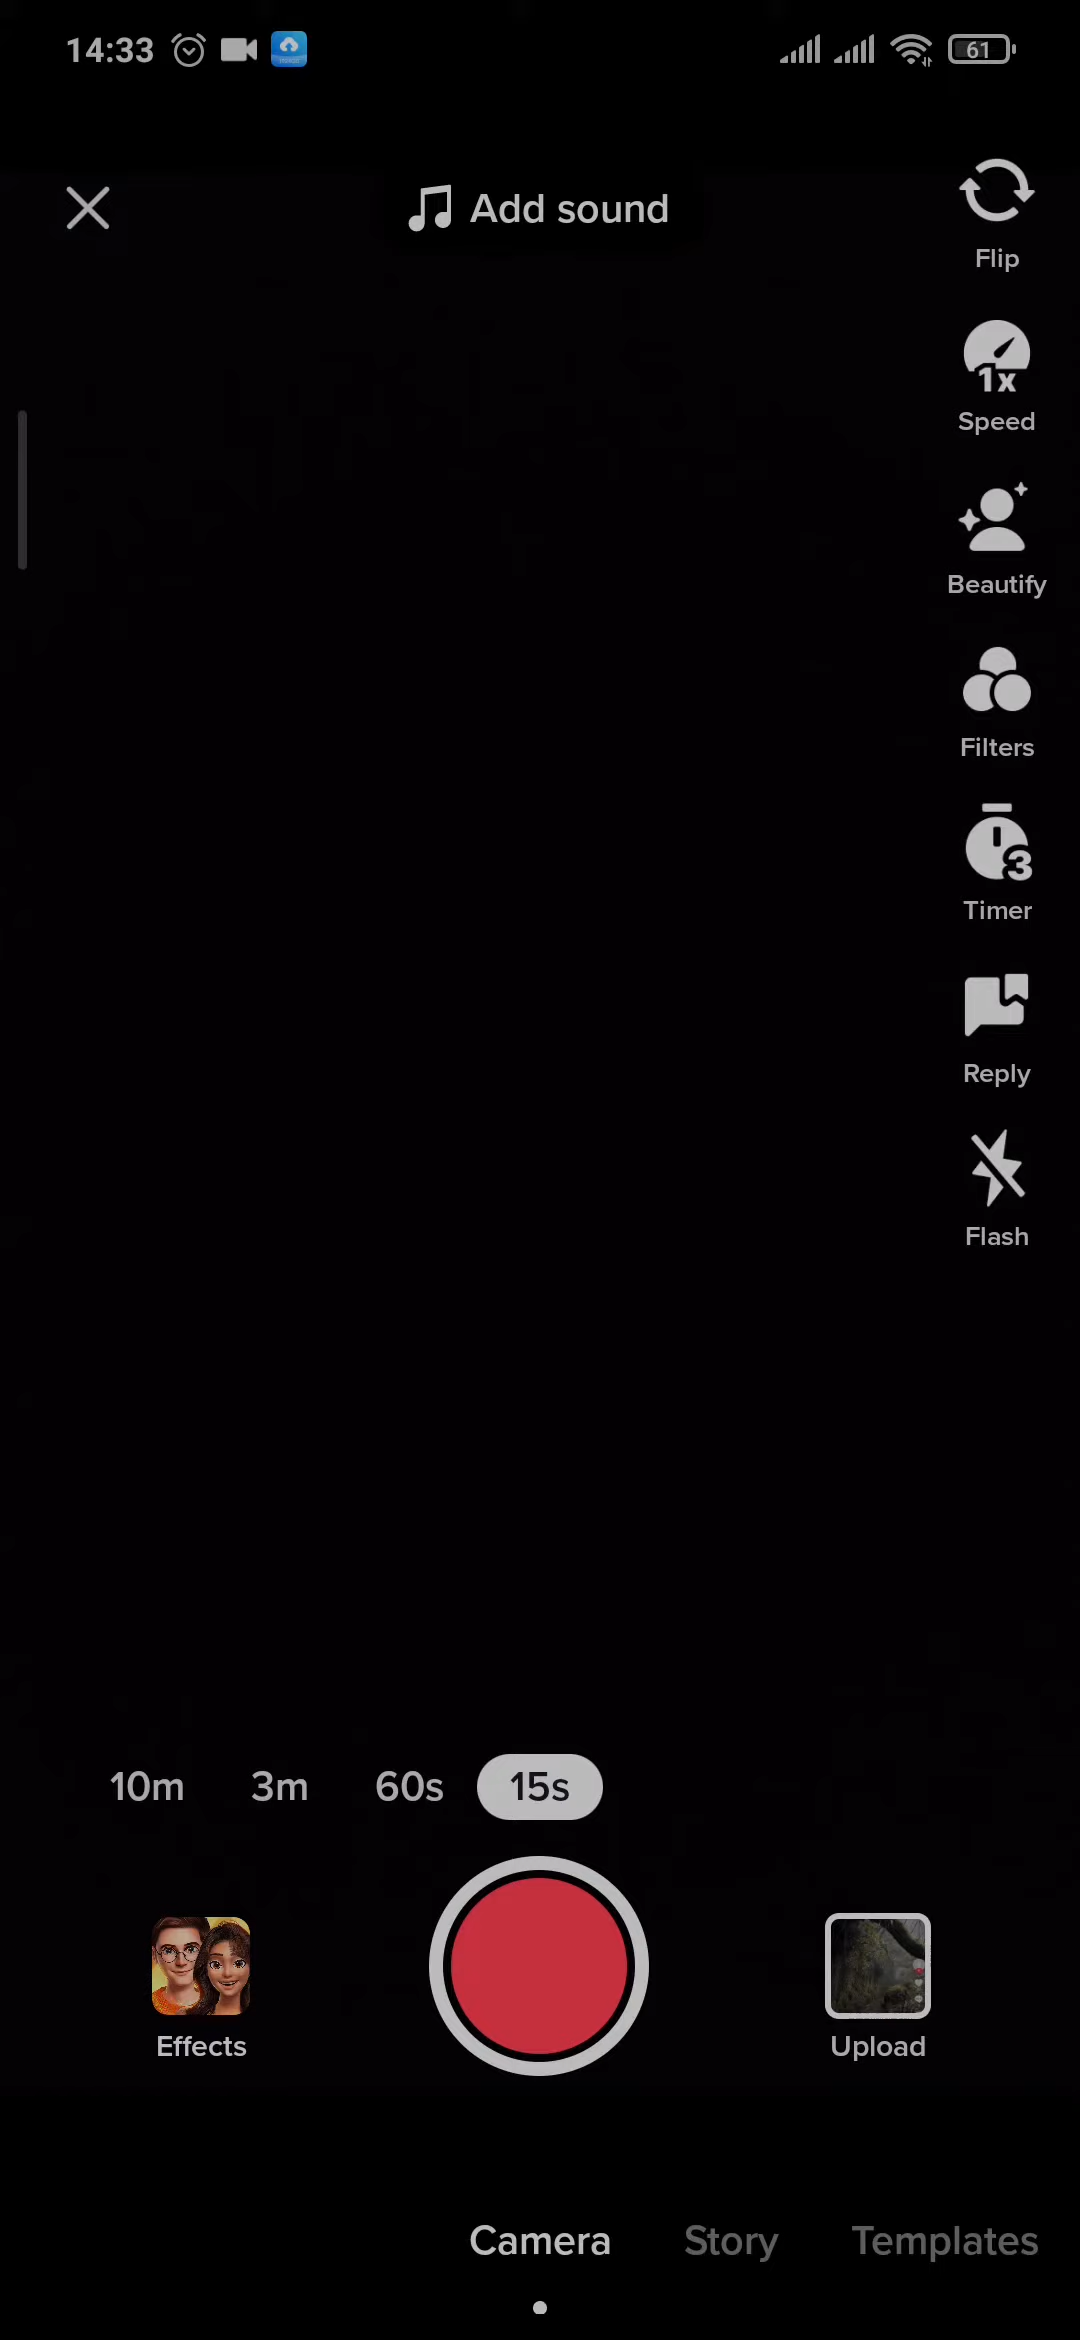 14:33
61
Add sound
Flip
1x
Speed
Beautify
Filters
3
Timer
Reply
Flash
10m 3m 60s 15s
Effects
Upload
Camera Story Templates